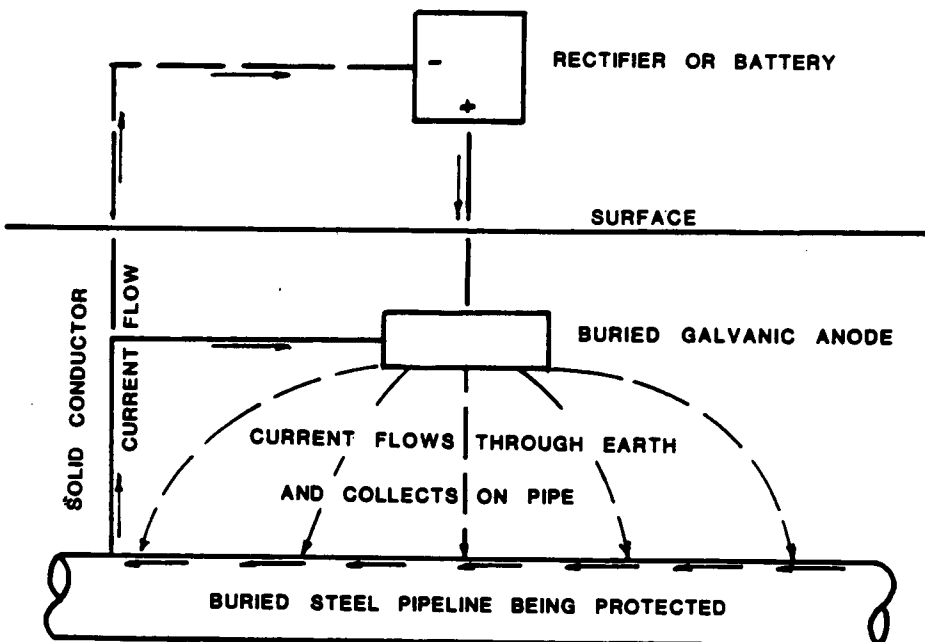 -
RECTIFIER OR BATTERY
+
SURFACE
SOLID CONDUCTOR
CURRENT FLOW
BURIED GALVANIC ANODE
CURRENT FLOWS THROUGH EARTH
AND COLLECTS ON PIPE
BURIED STEEL PIPELINE BEING PROTECTED